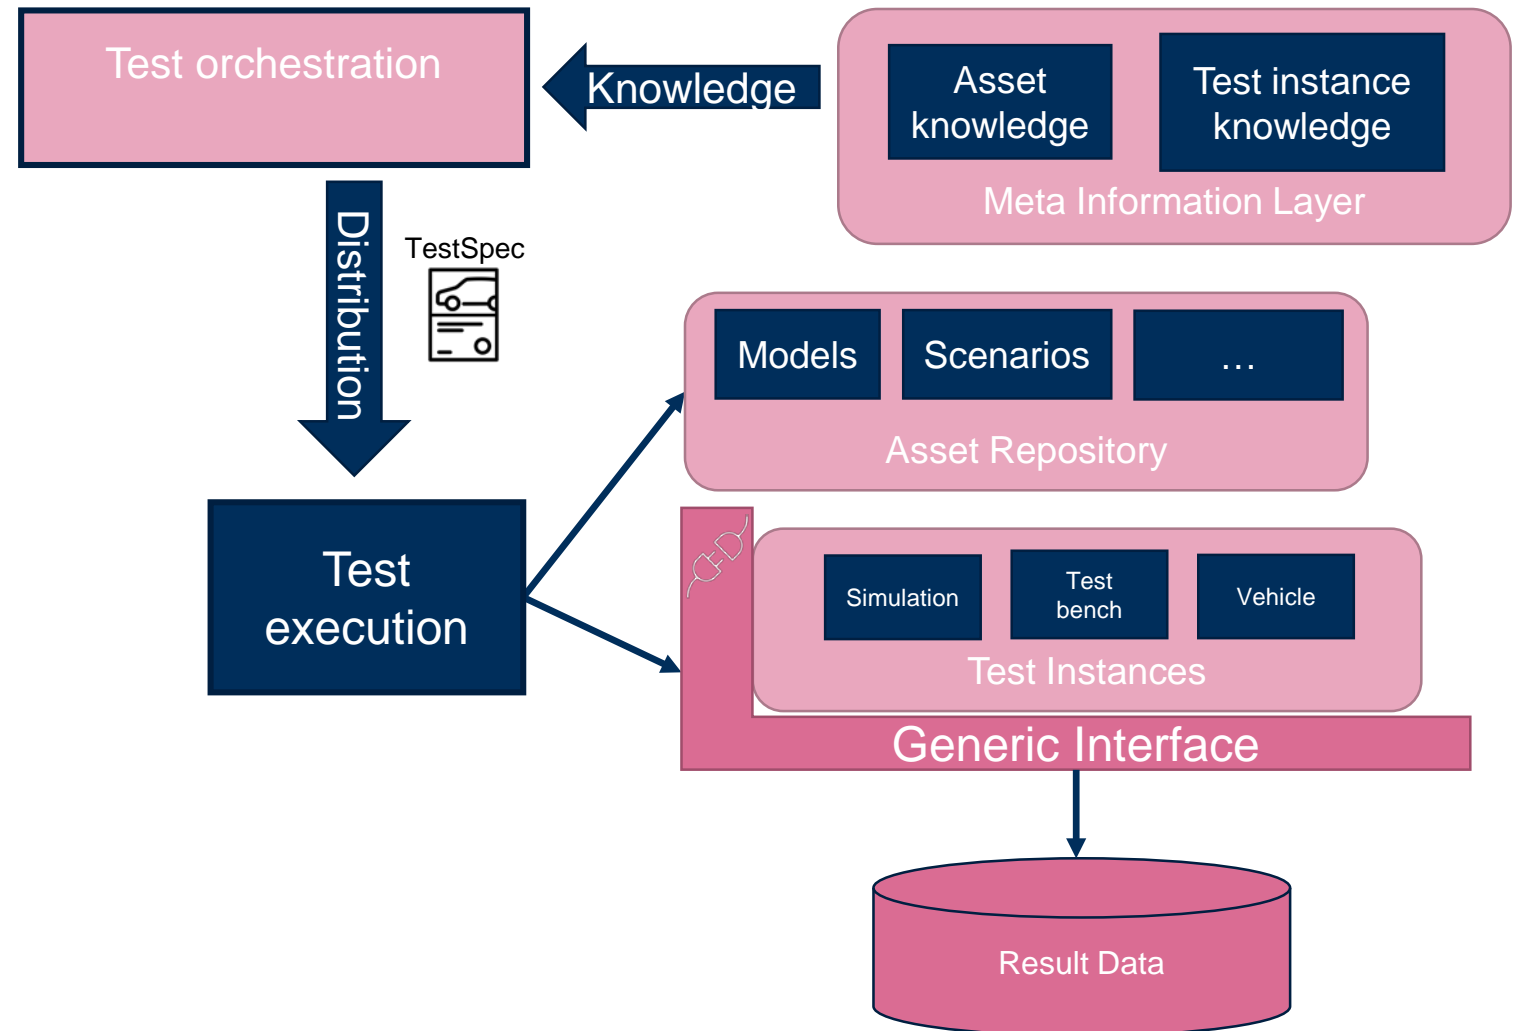 Test orchestration
Knowledge
Asset
knowledge
Test instance
knowledge
Meta Information Layer
Distribution
TestSpec
Models
Scenarios
...
Asset Repository
Test
execution
Simulation
Test
bench
Vehicle
Test Instances
Generic Interface
Result Data